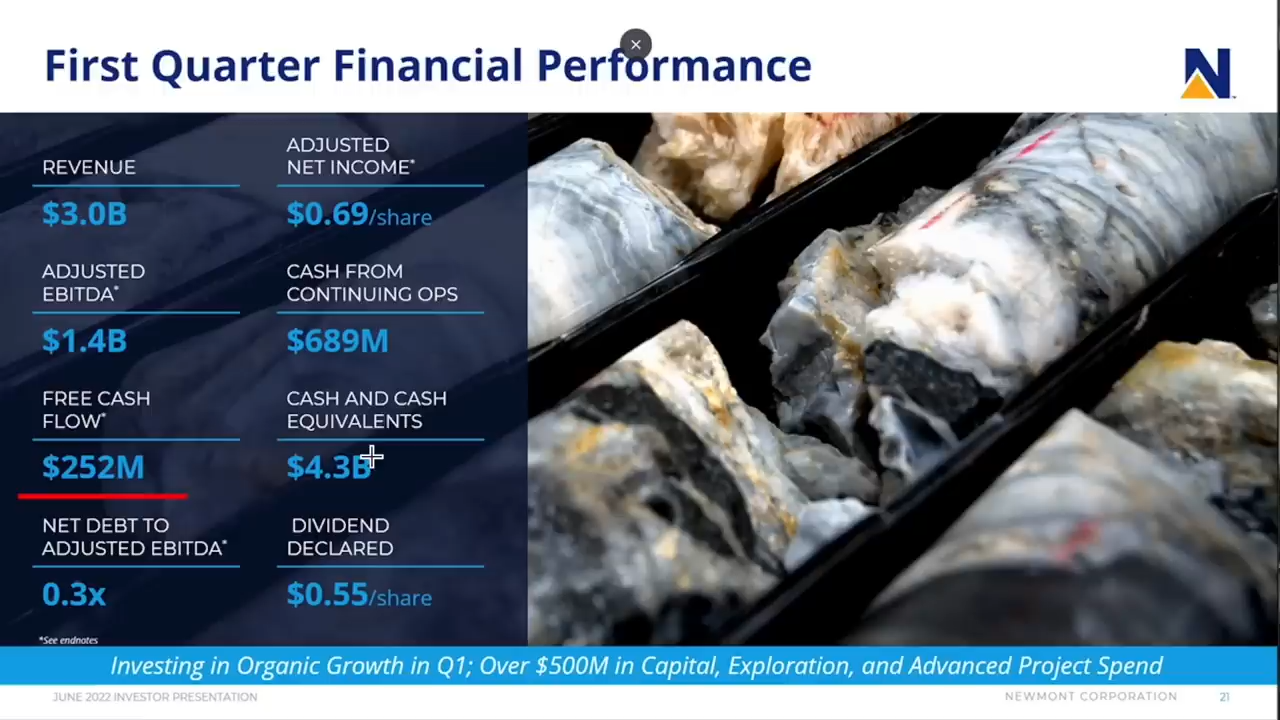 First Quarter Financial Performance
REVENUE
$3.0B
ADJUSTED
NET INCOME*
$0.69/share
ADJUSTED
EBITDA*
$1.4B
CASH FROM
CONTINUING OPS
$689M
FREE CASH
FLOW*
$252M
CASH AND CASH
EQUIVALENTS
$4.3B
NET DEBT TO
ADJUSTED EBITDA*
0.3x
DIVIDEND
DECLARED
$0.55/share
*See endnotes
Investing in Organic Growth in Q1; Over $500M in Capital, Exploration, and Advanced Project Spend
JUNE 2022 INVESTOR PRESENTATION
NEWMONT CORPORATION
21